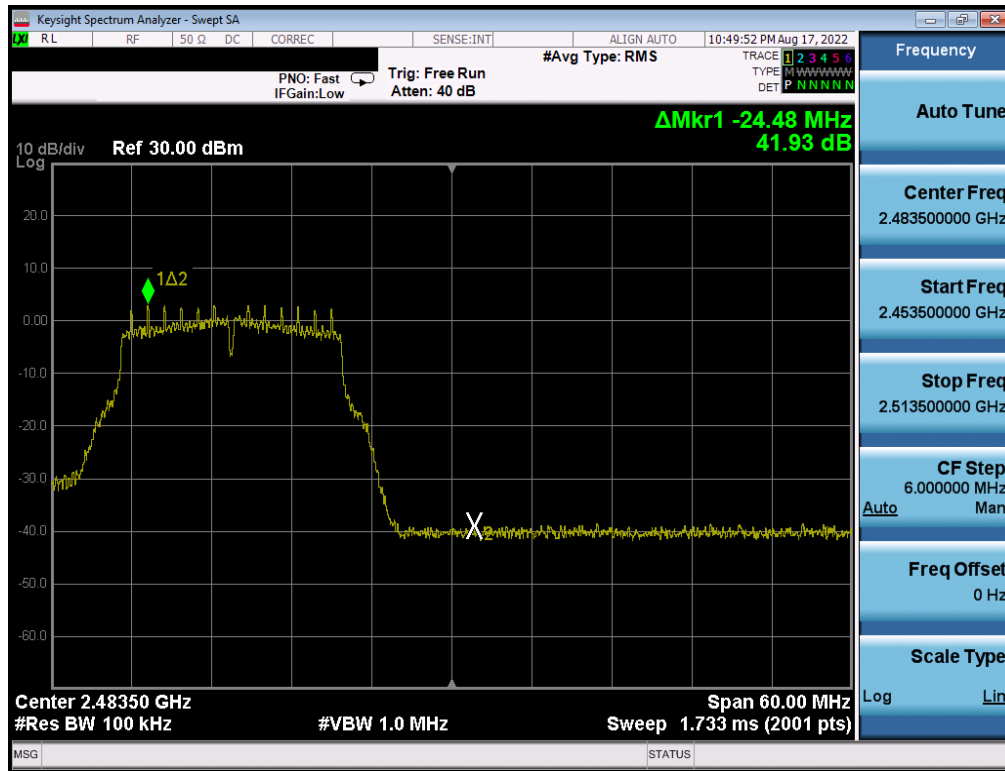 Keysight Spectrum Analyzer - Swept SA
LXI RL RF 50 Ω DC CORREC SENSE:INT ALIGN AUTO 10:49:52 PM Aug 17, 2022
#Avg Type: RMS
TRACE 1 2 3 4 5 6
TYPE M W W W W W
DET P N N N N N
PNO: Fast
IFGain:Low
Trig: Free Run
Atten: 40 dB
ΔMkr1 -24.48 MHz
41.93 dB
10 dB/div
Log
Ref 30.00 dBm
20.0
10.0
0.00
-10.0
-20.0
-30.0
-40.0
-50.0
-60.0
1Δ2
X2
Center 2.48350 GHz
#Res BW 100 kHz
#VBW 1.0 MHz
Span 60.00 MHz
Sweep 1.733 ms (2001 pts)
MSG
STATUS
Frequency
Auto Tune
Center Freq
2.483500000 GHz
Start Freq
2.453500000 GHz
Stop Freq
2.513500000 GHz
CF Step
6.000000 MHz
Auto Man
Freq Offset
0 Hz
Scale Type
Log Lin